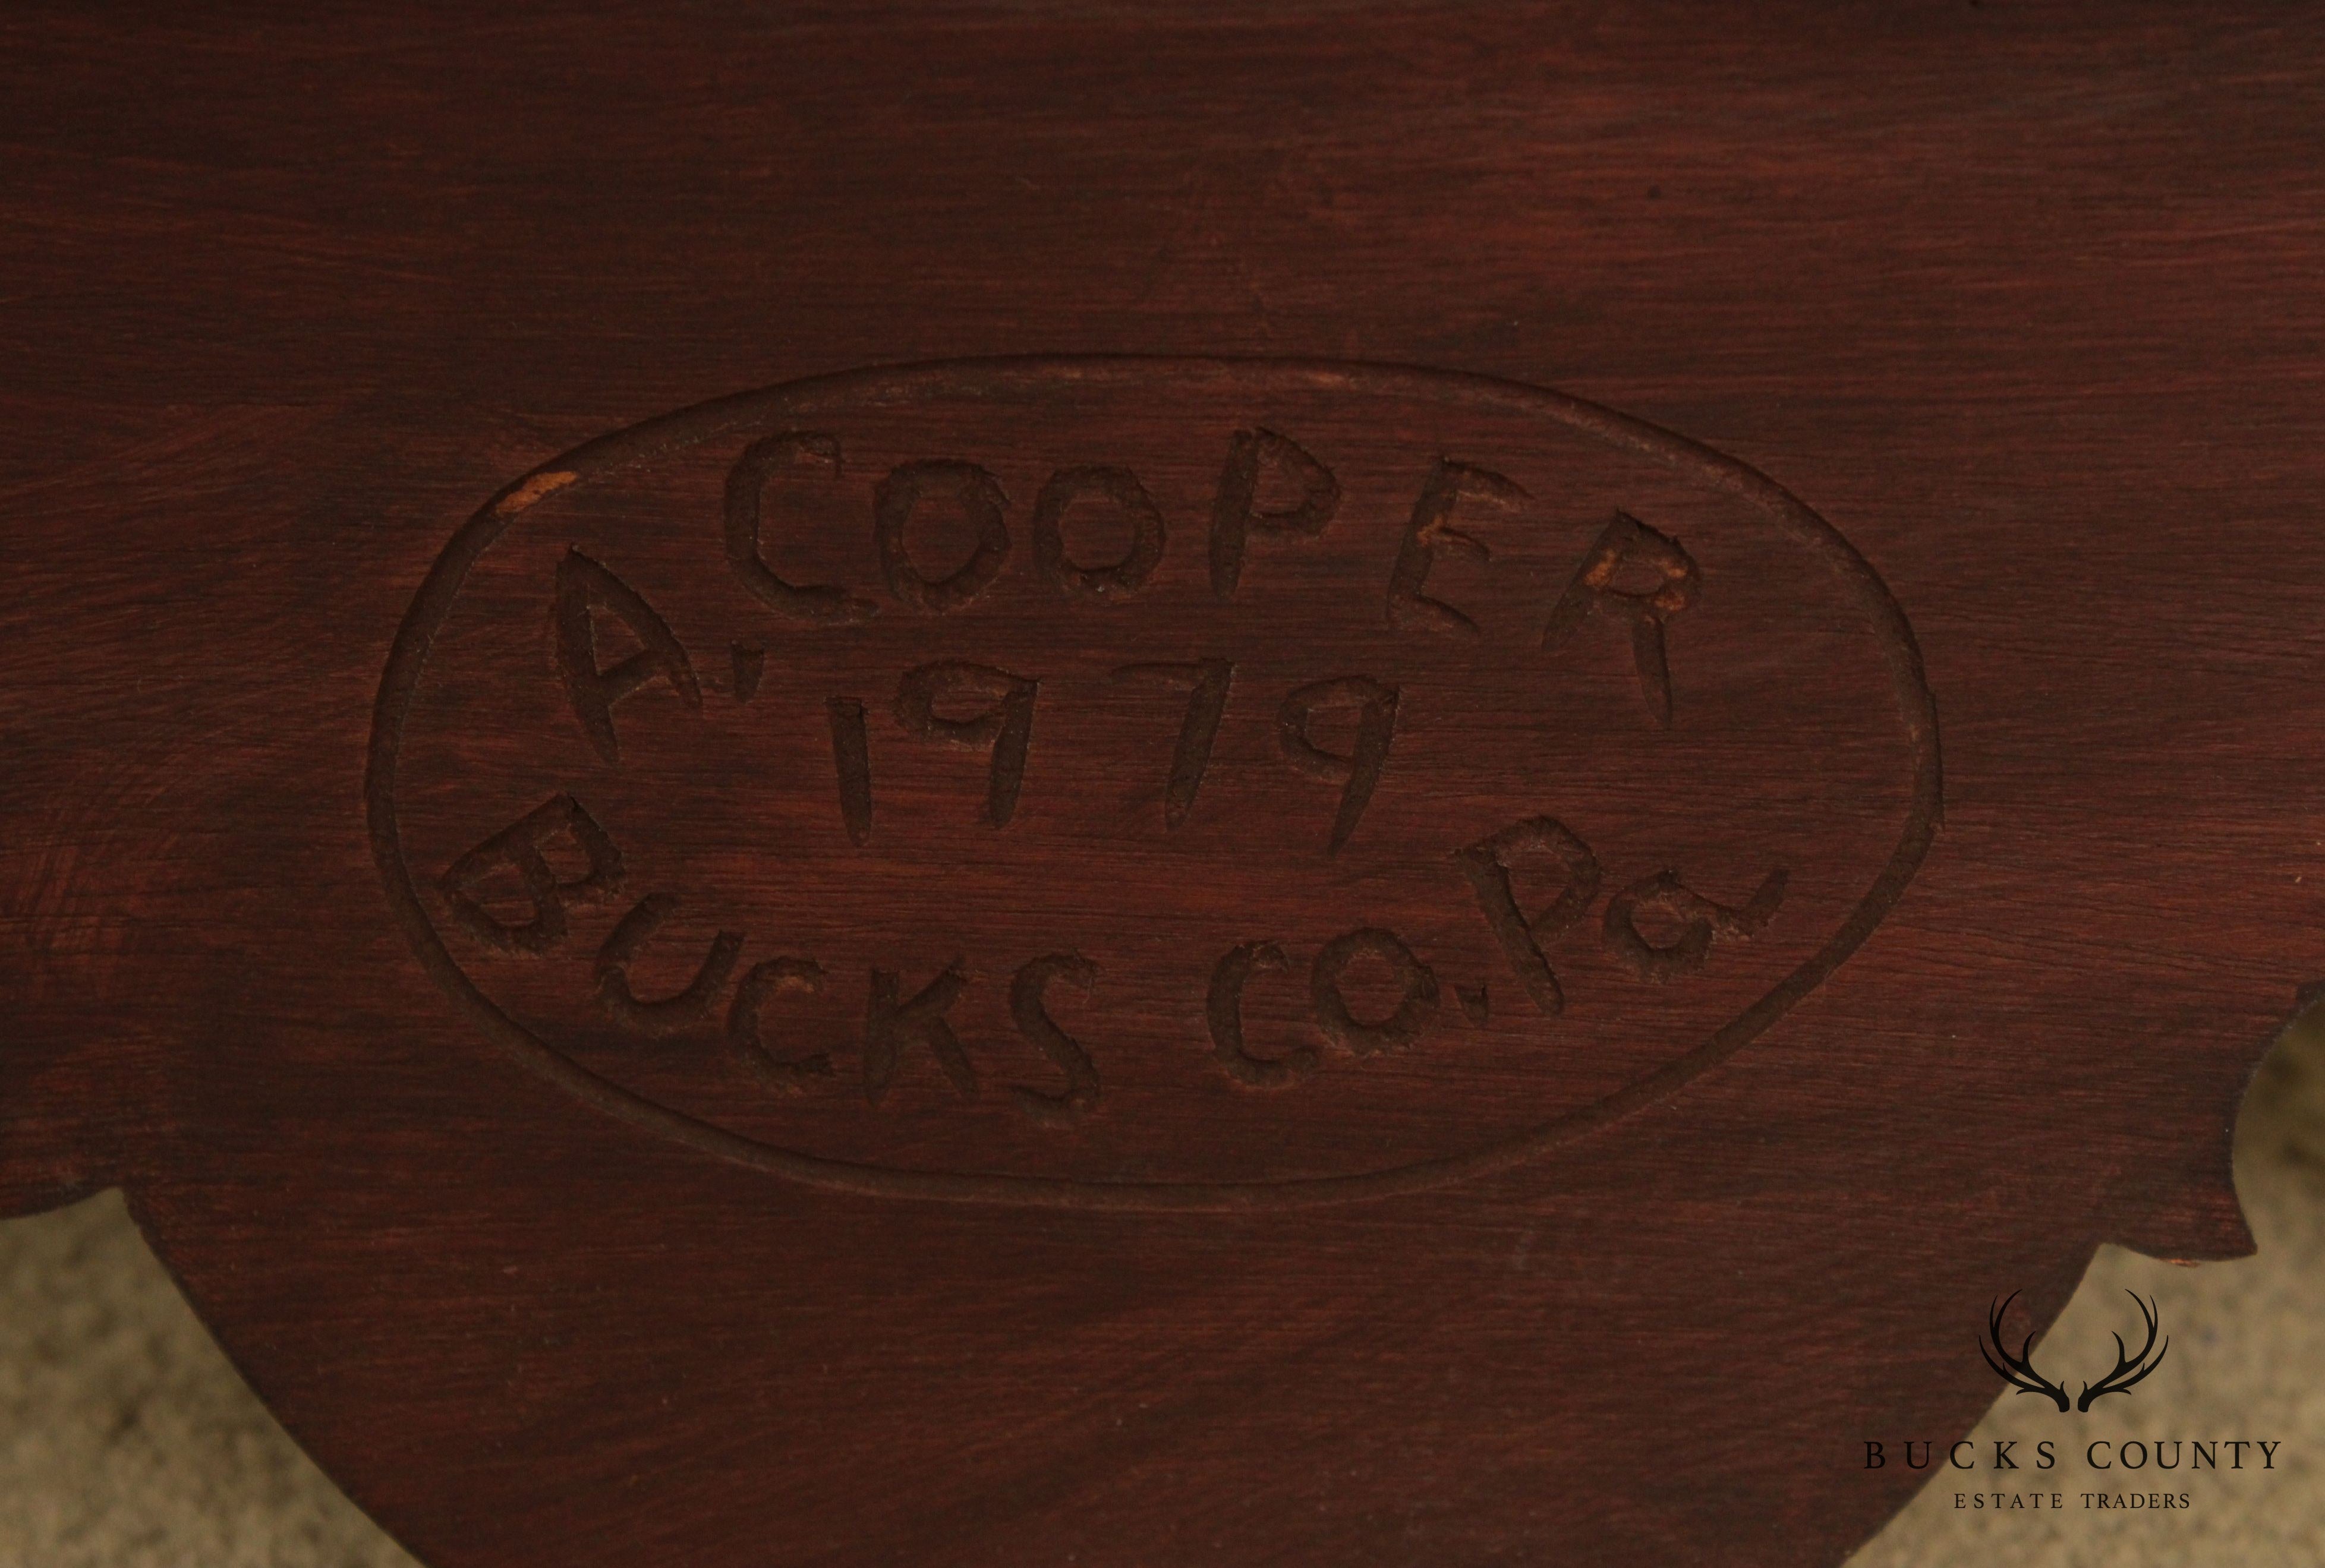 A. COOPER
1979
BUCKS CO. Pa
BUCKS COUNTY
ESTATE TRADERS